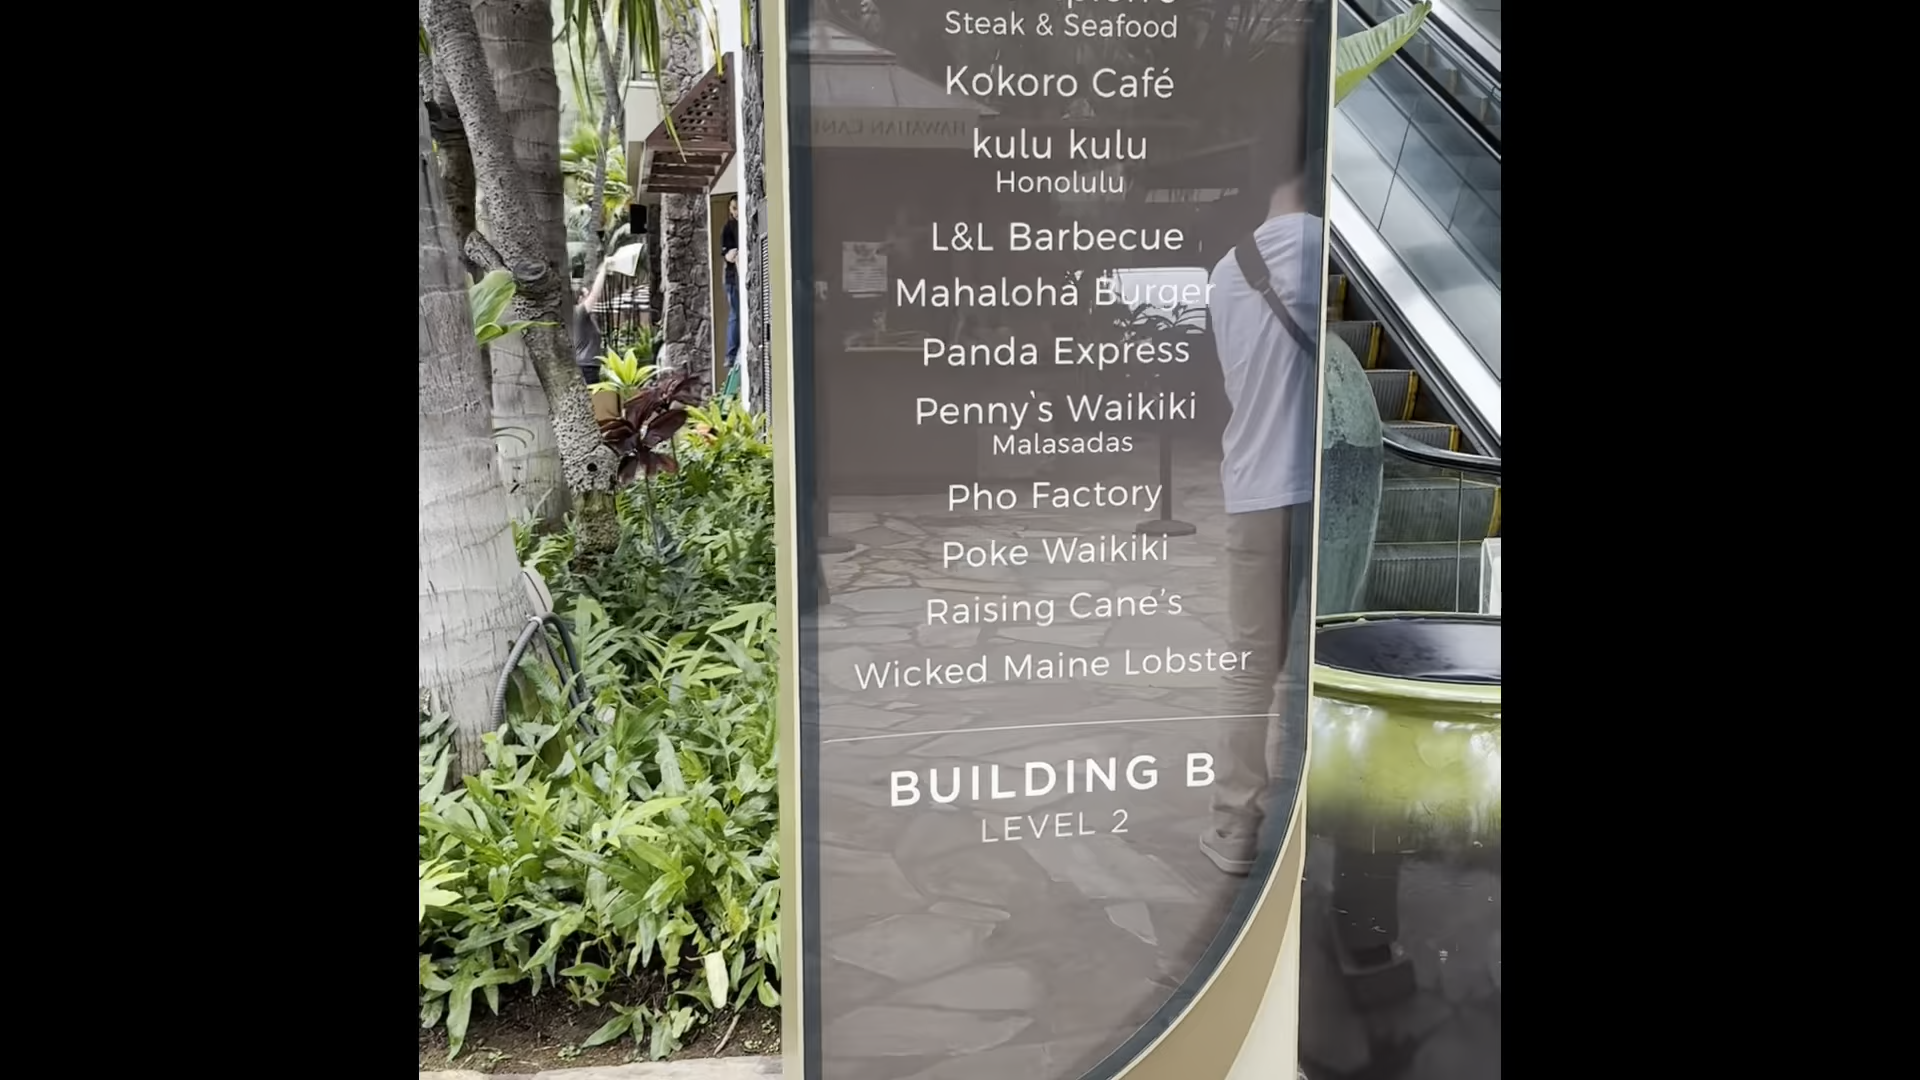 Steak & Seafood
Kokoro Café
kulu kulu
Honolulu
L&L Barbecue
Mahaloha Burger
Panda Express
Penny's Waikiki
Malasadas
Pho Factory
Poke Waikiki
Raising Cane's
Wicked Maine Lobster
BUILDING B
LEVEL 2